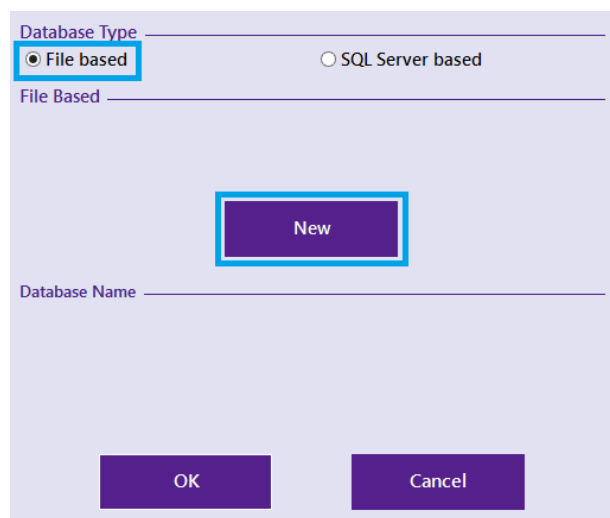 Database Type
File based SQL Server based
File Based
New
Database Name
OK Cancel